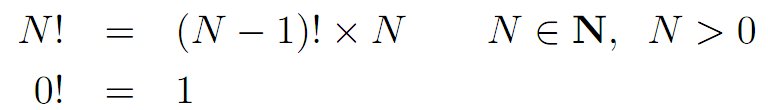 N! = (N − 1)! × N N ∈ N, N > 0
0! = 1